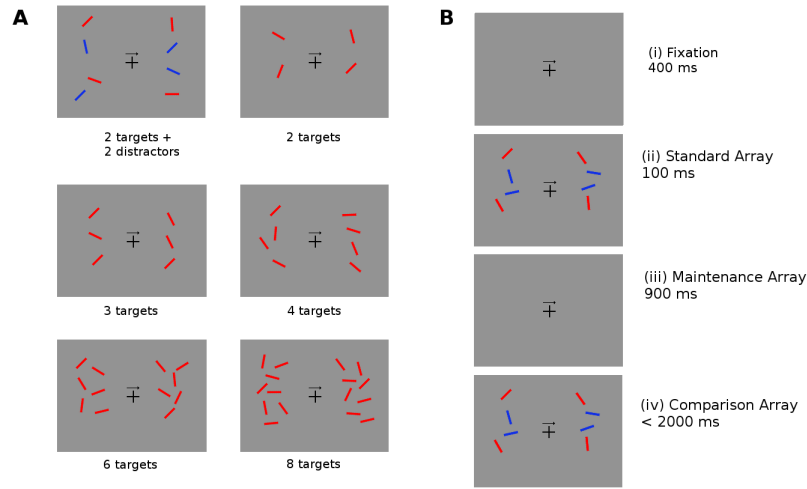 A
B
2 targets +
2 distractors
2 targets
3 targets
4 targets
6 targets
8 targets
(i) Fixation
400 ms
(ii) Standard Array
100 ms
(iii) Maintenance Array
900 ms
(iv) Comparison Array
< 2000 ms